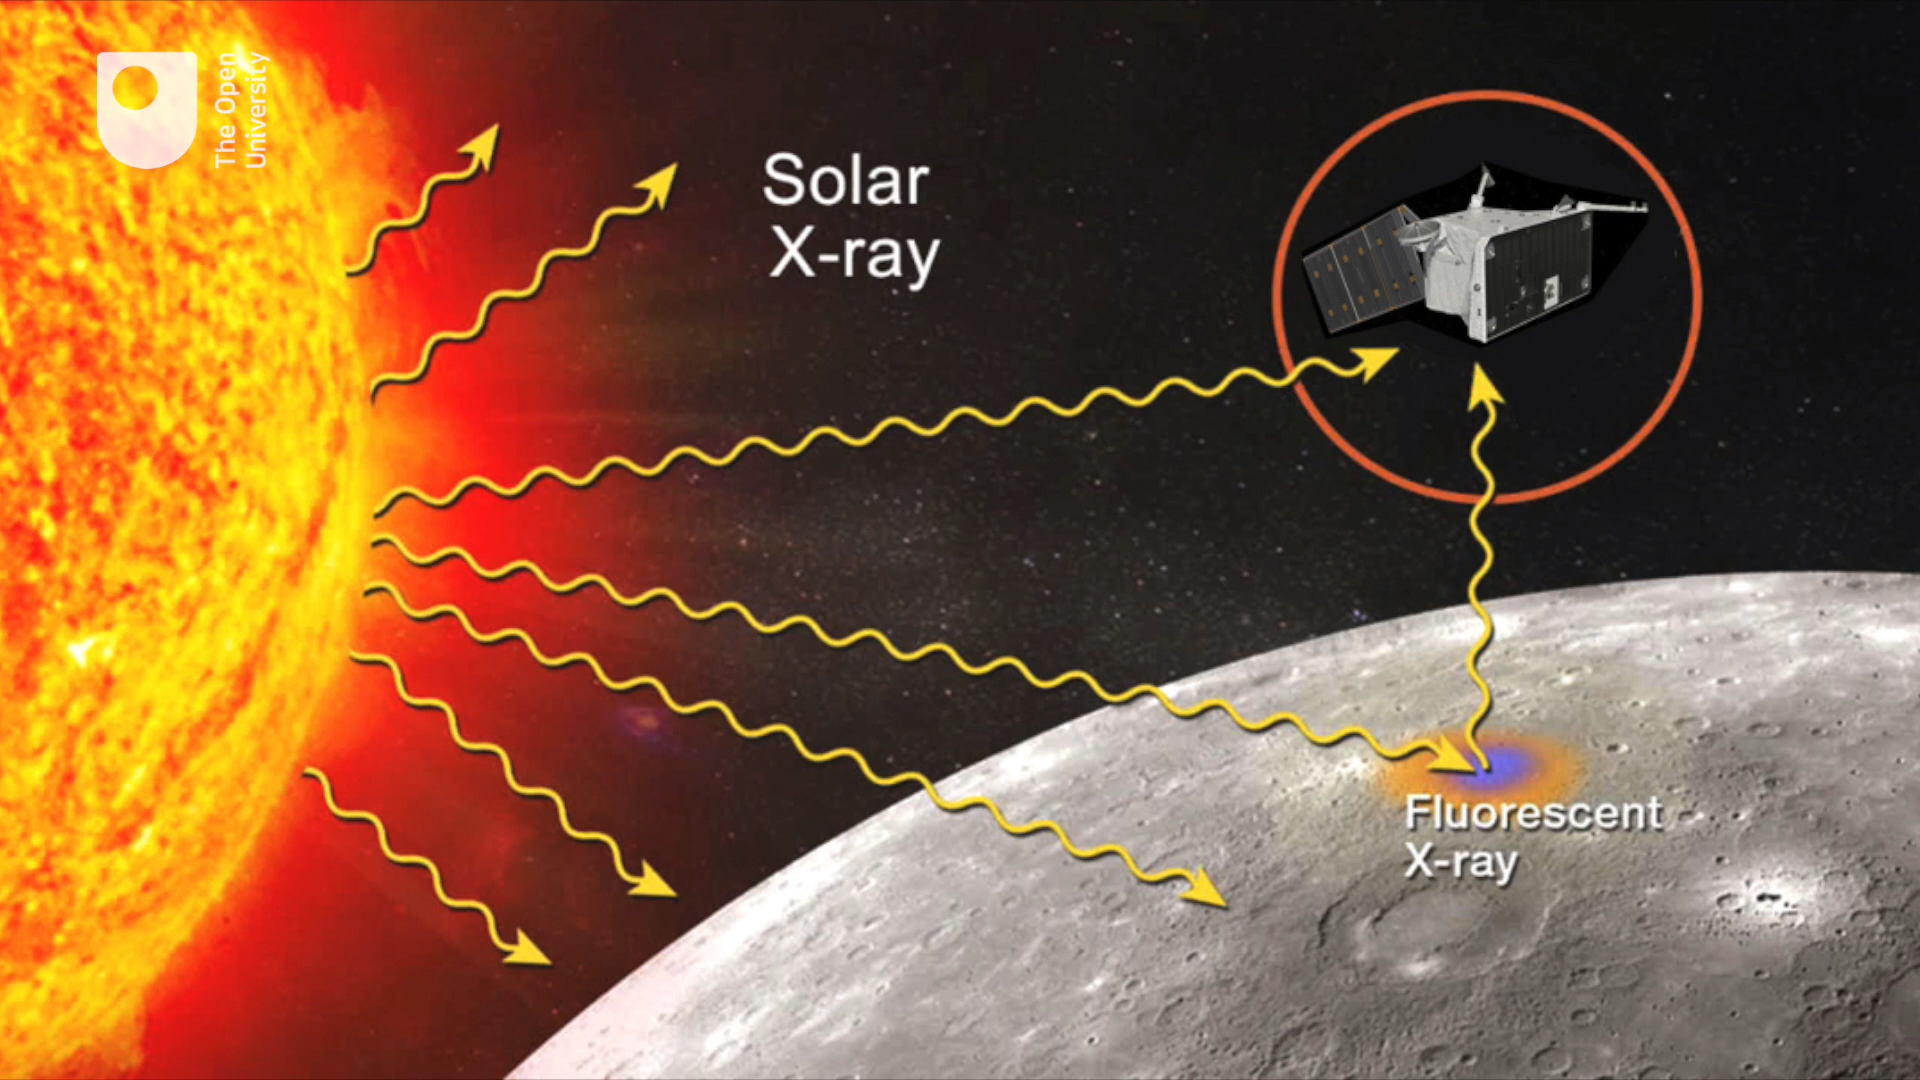 The Open
University
Solar
X-ray
Fluorescent
X-ray